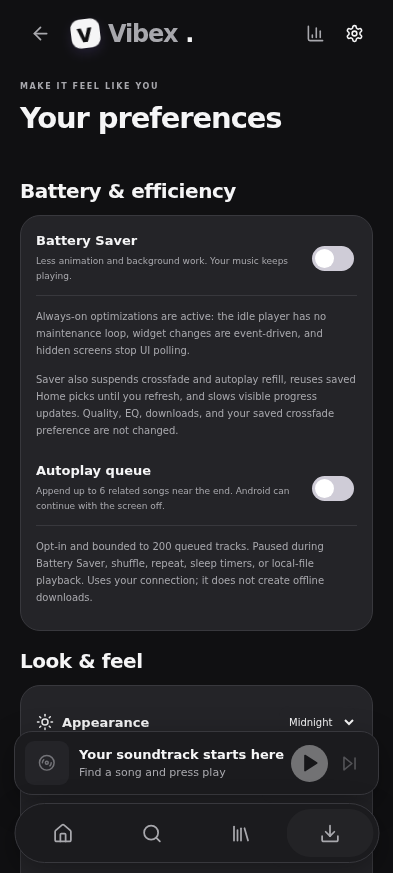 V Vibex .
MAKE IT FEEL LIKE YOU
Your preferences
Battery & efficiency
Battery Saver
Less animation and background work. Your music keeps
playing.
Always-on optimizations are active: the idle player has no
maintenance loop, widget changes are event-driven, and
hidden screens stop UI polling.
Saver also suspends crossfade and autoplay refill, reuses saved
Home picks until you refresh, and slows visible progress
updates. Quality, EQ, downloads, and your saved crossfade
preference are not changed.
Autoplay queue
Append up to 6 related songs near the end. Android can
continue with the screen off.
Opt-in and bounded to 200 queued tracks. Paused during
Battery Saver, shuffle, repeat, sleep timers, or local-file
playback. Uses your connection; it does not create offline
downloads.
Look & feel
Appearance Midnight
Your soundtrack starts here
Find a song and press play